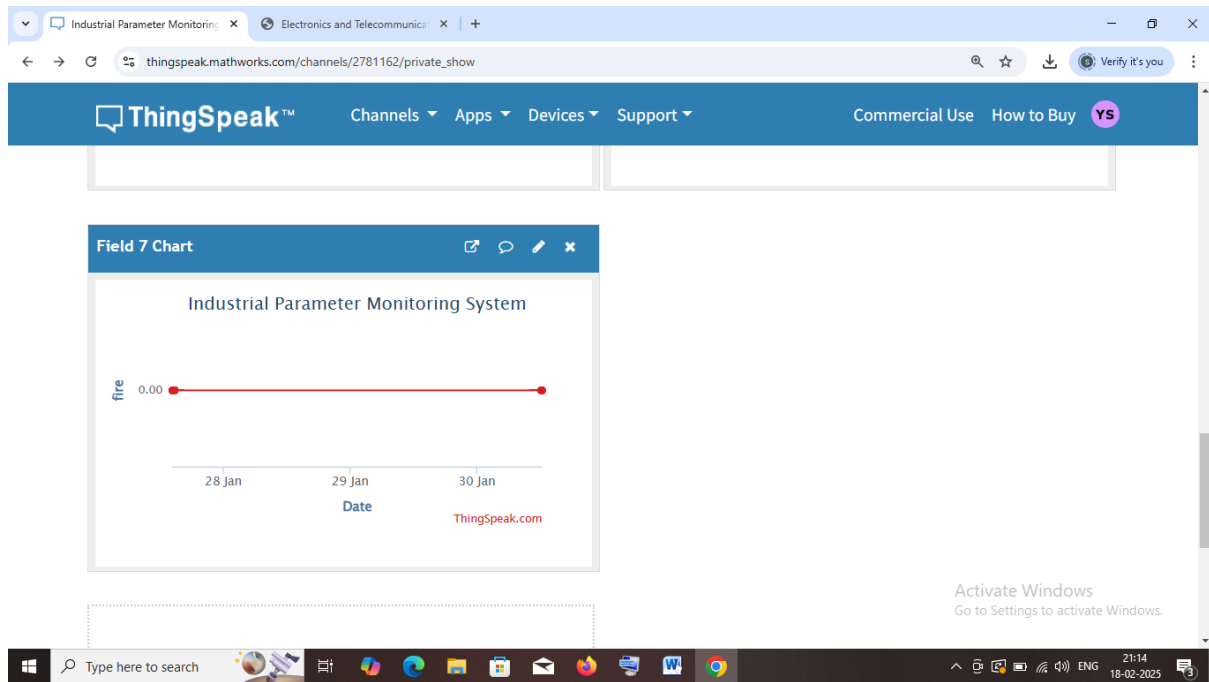 Industrial Parameter Monitoring
Electronics and Telecommunicat
thingspeak.mathworks.com/channels/2781162/private_show
Verify it's you
ThingSpeak™ Channels Apps Devices Support Commercial Use How to Buy YS
Field 7 Chart
Industrial Parameter Monitoring System
fire
0.00
28 Jan 29 Jan 30 Jan
Date
ThingSpeak.com
Activate Windows
Go to Settings to activate Windows.
Type here to search
ENG
21:14
18-02-2025
3